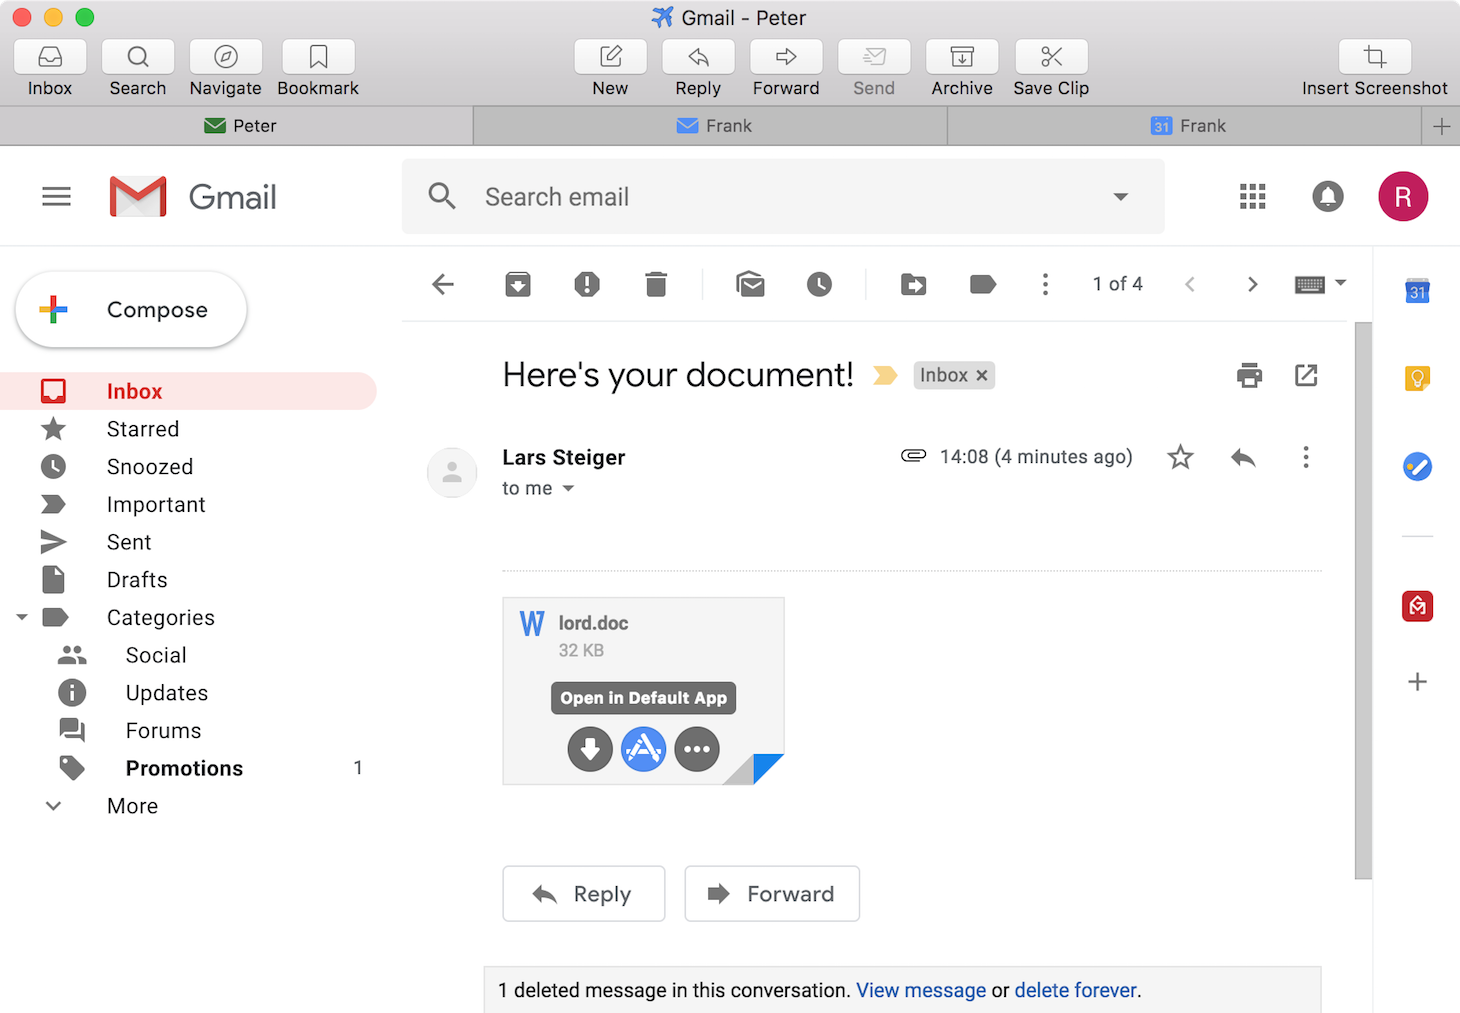 Gmail - Peter
Inbox Search Navigate Bookmark New Reply Forward Send Archive Save Clip Insert Screenshot
Peter 31 Frank Frank
Gmail Search email R
Compose
1 of 4
31
Here's your document! Inbox ×
Inbox
Starred
Snoozed
Important
Sent
Drafts
Categories
Social
Updates
Forums
Promotions 1
More
Lars Steiger 14:08 (4 minutes ago)
to me
W lord.doc
32 KB
Open in Default App
Reply Forward
1 deleted message in this conversation. View message or delete forever.